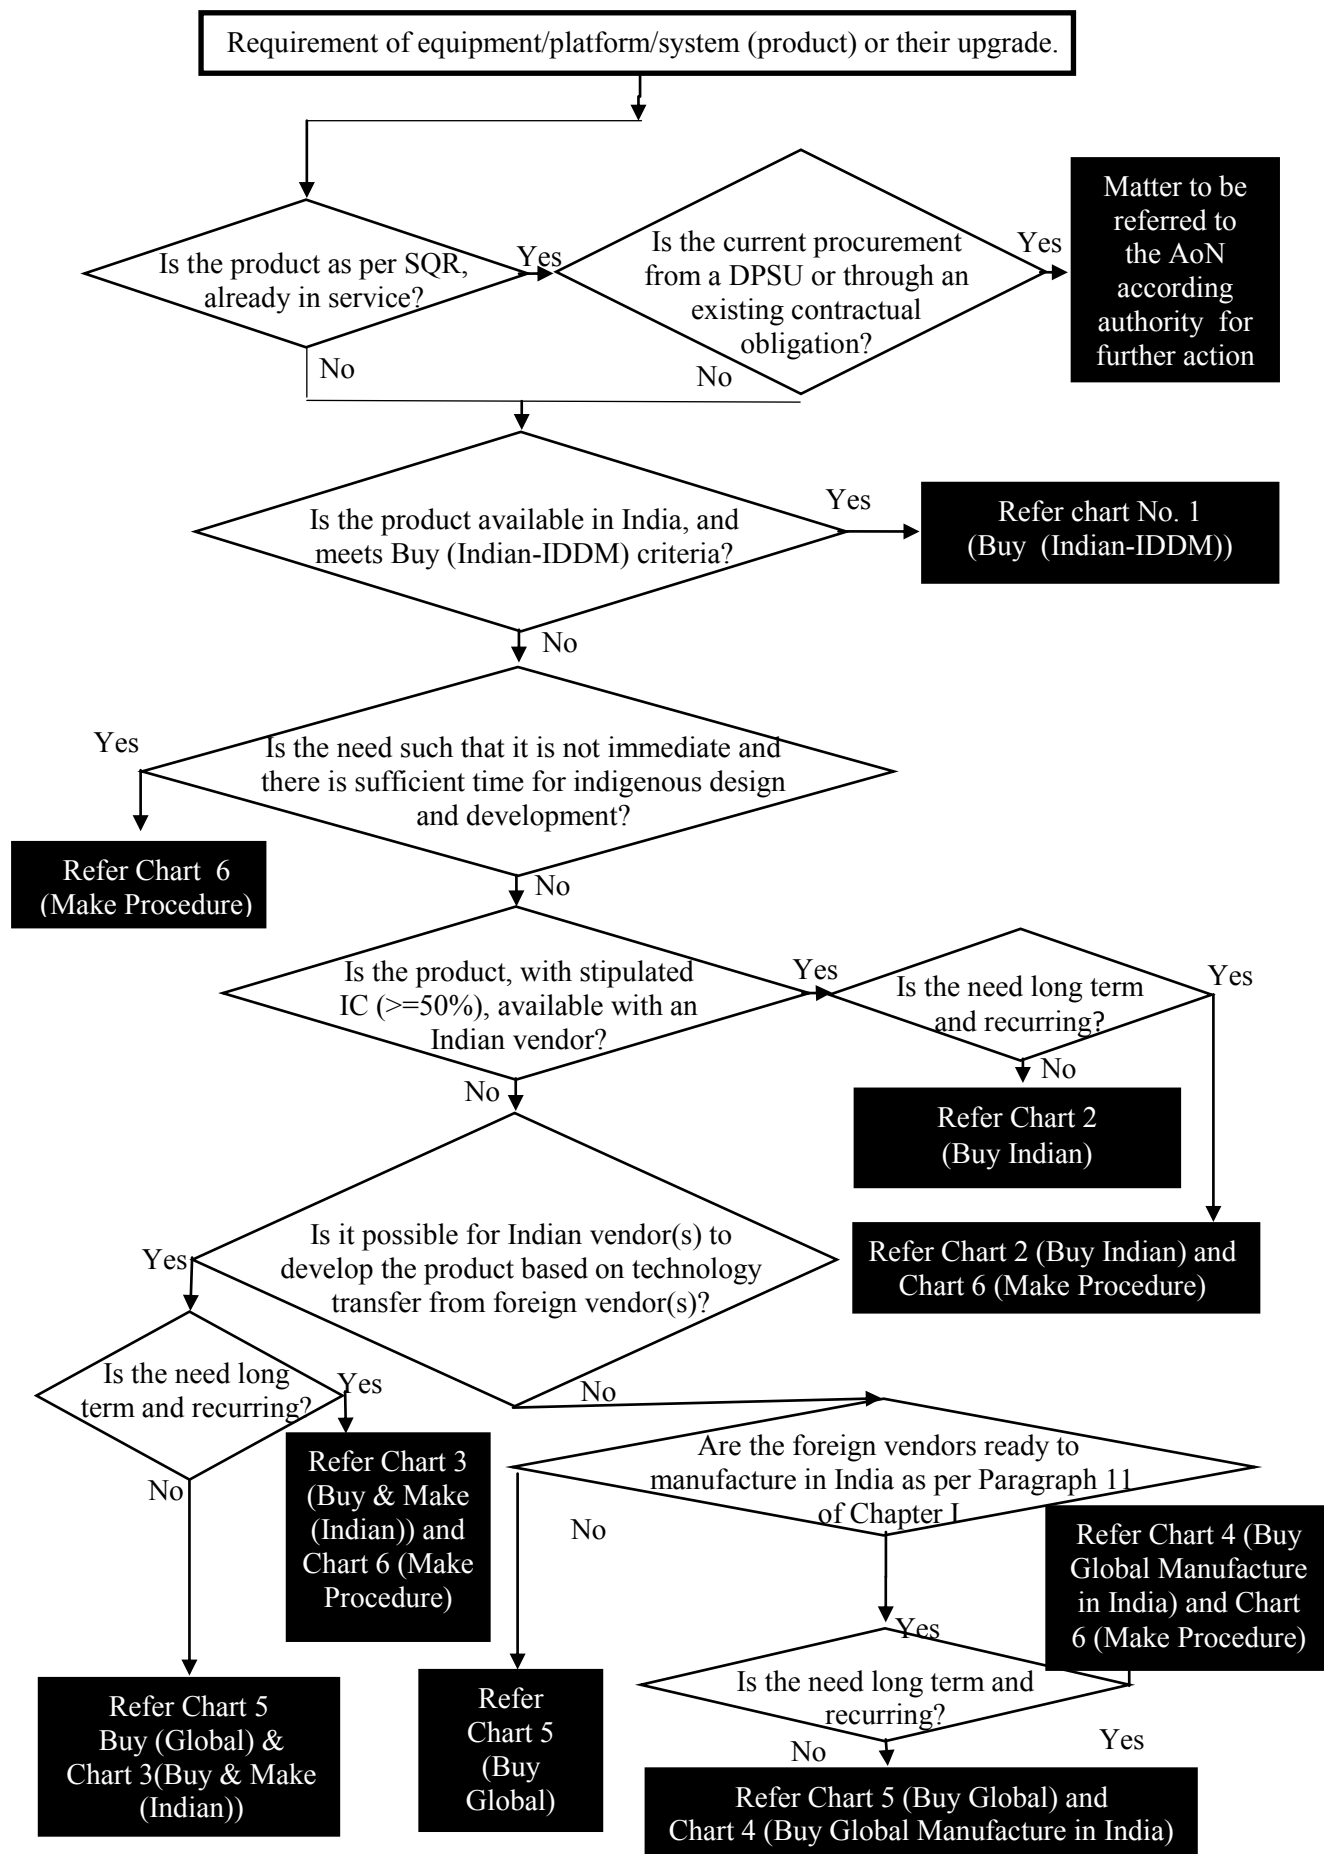 Requirement of equipment/platform/system (product) or their upgrade.
Is the product as per SQR,
already in service?
Yes
Is the current procurement
from a DPSU or through an
existing contractual
obligation?
Yes
Matter to be
referred to
the AoN
according
authority for
further action
No
No
Is the product available in India, and
meets Buy (Indian-IDDM) criteria?
Yes
Refer chart No. 1
(Buy (Indian-IDDM))
No
Is the need such that it is not immediate and
there is sufficient time for indigenous design
and development?
Yes
Refer Chart 6
(Make Procedure)
No
Is the product, with stipulated
IC (>=50%), available with an
Indian vendor?
Yes
Is the need long term
and recurring?
Yes
No
Refer Chart 2
(Buy Indian)
Refer Chart 2 (Buy Indian) and
Chart 6 (Make Procedure)
No
Is it possible for Indian vendor(s) to
develop the product based on technology
transfer from foreign vendor(s)?
Yes
Is the need long
term and recurring?
Yes
Refer Chart 3
(Buy & Make
(Indian)) and
Chart 6 (Make
Procedure)
No
Refer Chart 5
Buy (Global) &
Chart 3(Buy & Make
(Indian))
No
Are the foreign vendors ready to
manufacture in India as per Paragraph 11
of Chapter I
No
Refer
Chart 5
(Buy
Global)
Yes
Is the need long term and
recurring?
Yes
Refer Chart 4 (Buy
Global Manufacture
in India) and Chart
6 (Make Procedure)
No
Refer Chart 5 (Buy Global) and
Chart 4 (Buy Global Manufacture in India)